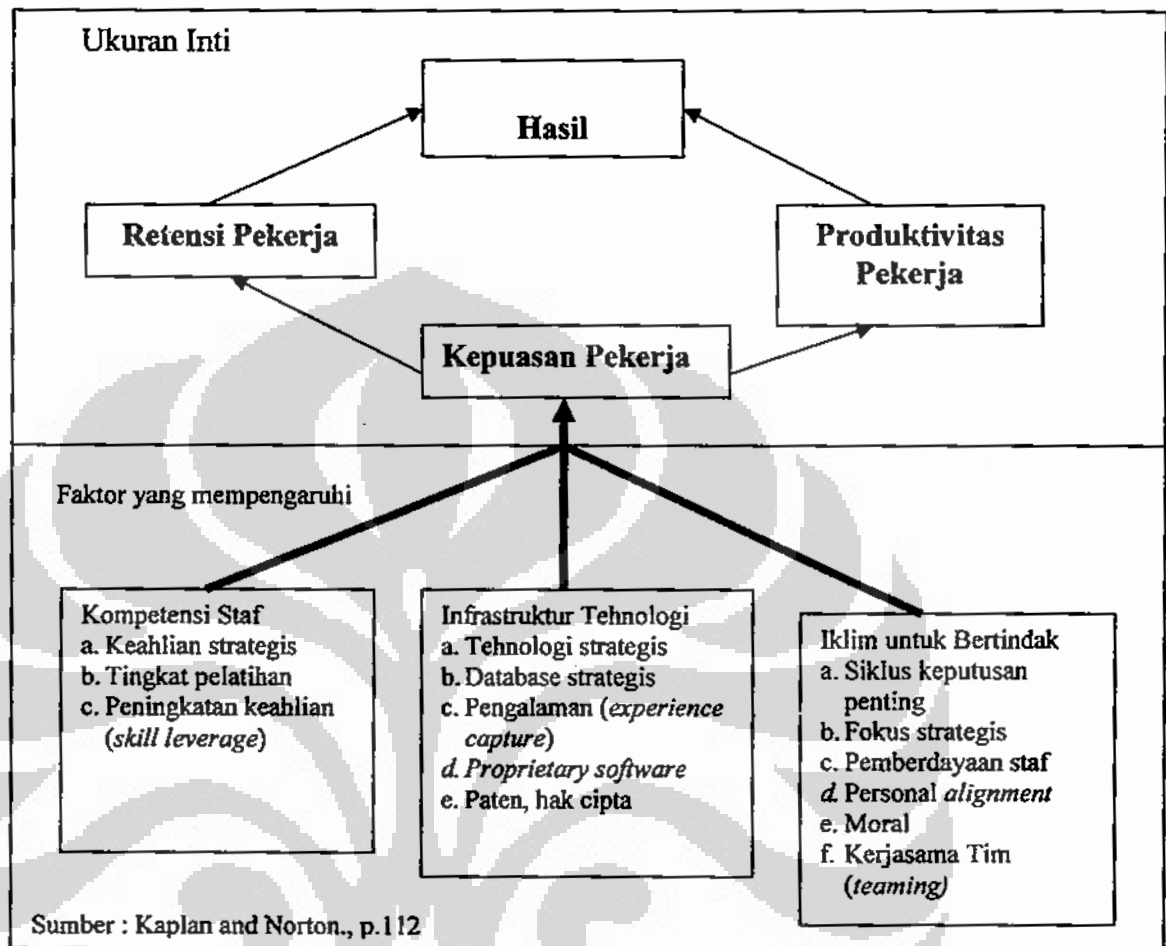 Ukuran Inti
Hasil
Retensi Pekerja
Produktivitas
Pekerja
Kepuasan Pekerja
Faktor yang mempengaruhi
Kompetensi Staf
a. Keahlian strategis
b. Tingkat pelatihan
c. Peningkatan keahlian
(skill leverage)
Infrastruktur Tehnologi
a. Tehnologi strategis
b. Database strategis
c. Pengalaman (experience
capture)
d. Proprietary software
e. Paten, hak cipta
Iklim untuk Bertindak
a. Siklus keputusan
penting
b. Fokus strategis
c. Pemberdayaan staf
d. Personal alignment
e. Moral
f. Kerjasama Tim
(teaming)
Sumber : Kaplan and Norton., p.112